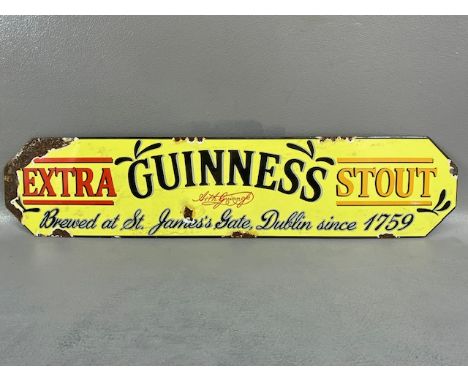 EXTRA GUINNESS STOUT
Brewed at St. James's Gate, Dublin since 1759